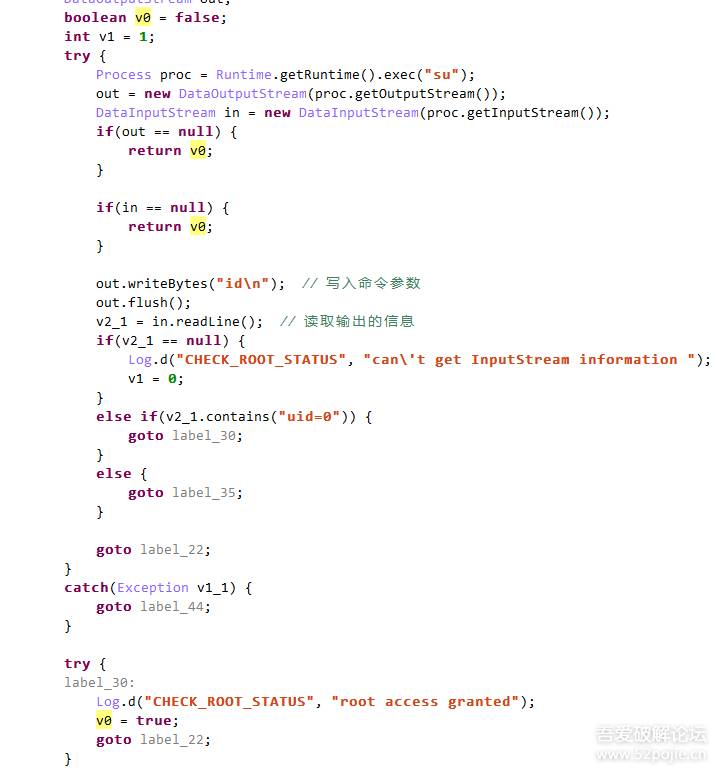 DataOutputStream out;
boolean v0 = false;
int v1 = 1;
try {
Process proc = Runtime.getRuntime().exec("su");
out = new DataOutputStream(proc.getOutputStream());
DataInputStream in = new DataInputStream(proc.getInputStream());
if(out == null) {
return v0;
}
if(in == null) {
return v0;
}
out.writeBytes("id\n");  // 写入命令参数
out.flush();
v2_1 = in.readLine();  // 读取输出的信息
if(v2_1 == null) {
Log.d("CHECK_ROOT_STATUS", "can\'t get InputStream information ");
v1 = 0;
}
else if(v2_1.contains("uid=0")) {
goto label_30;
}
else {
goto label_35;
}
goto label_22;
}
catch(Exception v1_1) {
goto label_44;
}
try {
label_30:
Log.d("CHECK_ROOT_STATUS", "root access granted");
v0 = true;
goto label_22;
}
吾爱破解论坛
www.52pojie.cn